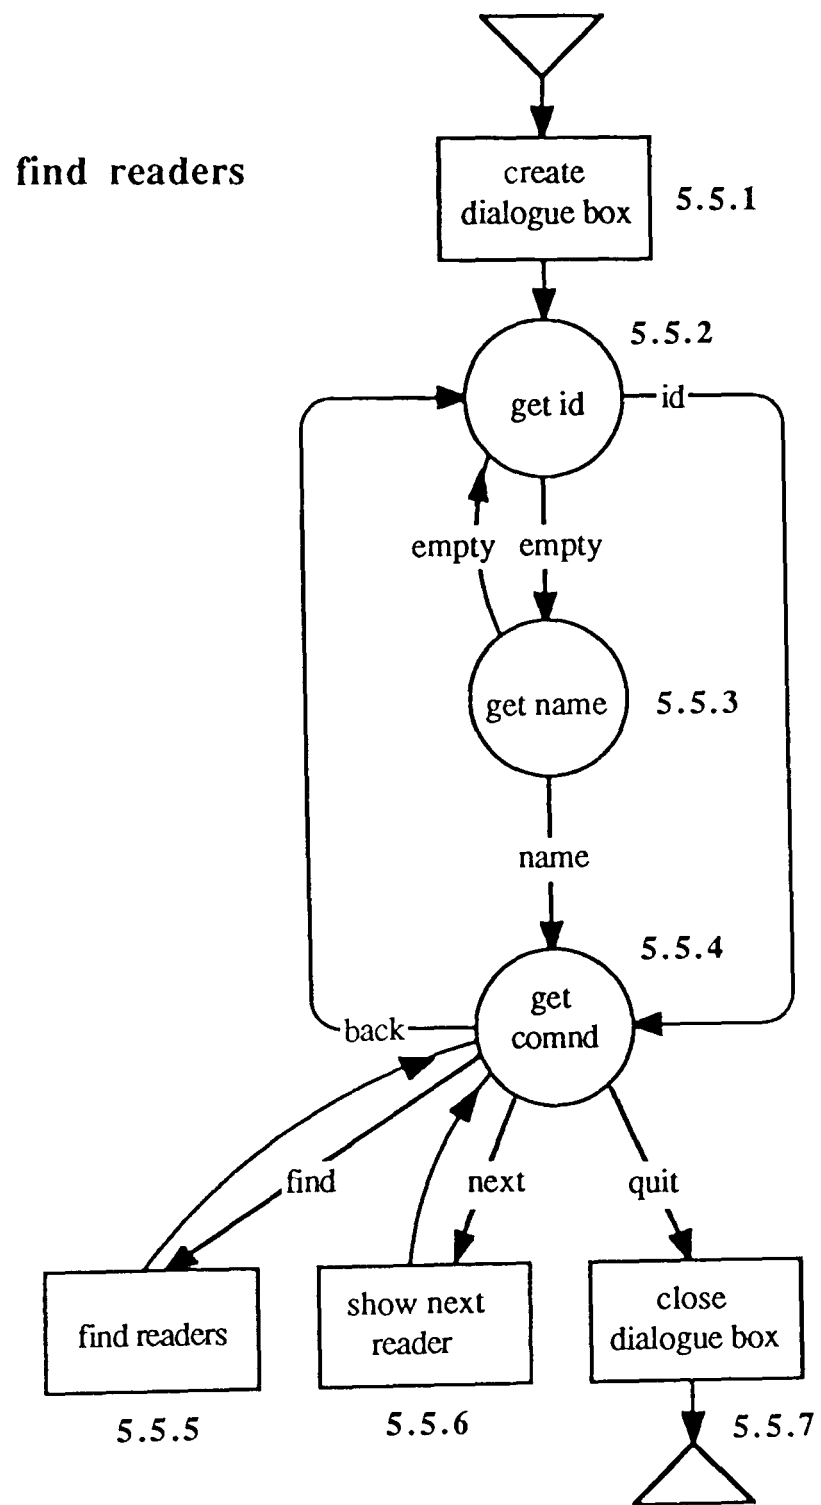 find readers
create
dialogue box
5.5.1
5.5.2
get id
id
empty
empty
get name
5.5.3
name
5.5.4
get
comnd
back
find
next
quit
find readers
show next
reader
close
dialogue box
5.5.5
5.5.6
5.5.7